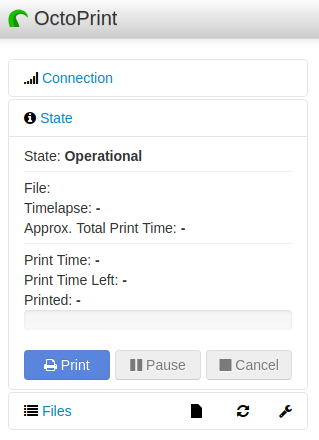 OctoPrint
Connection
State
State: Operational
File:
Timelapse: -
Approx. Total Print Time: -
Print Time: -
Print Time Left: -
Printed: -
Print Pause Cancel
Files